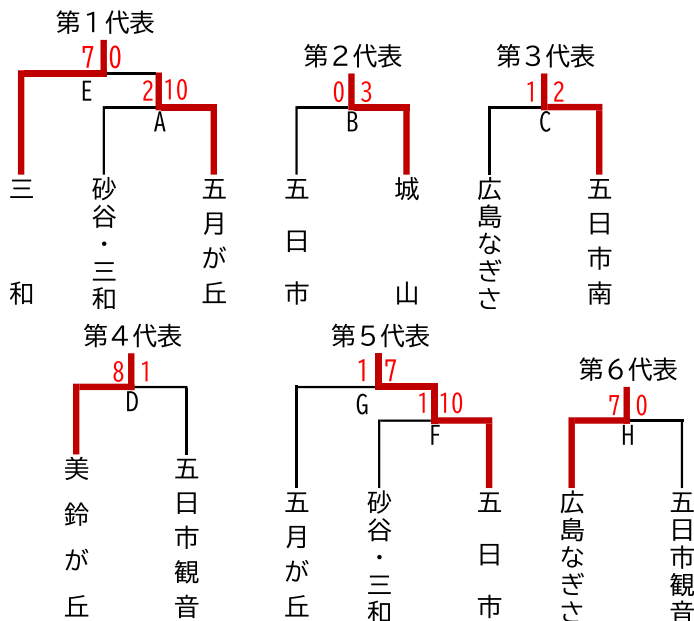 第１代表
7 0
E
2 10
A
三和
砂谷・三和
五月が丘
第２代表
0 3
B
五日市
城山
第３代表
1 2
C
広島なぎさ
五日市南
第４代表
8 1
D
美鈴が丘
五日市観音
第５代表
1 7
G
1 10
F
五月が丘
砂谷・三和
五日市
第６代表
7 0
H
広島なぎさ
五日市観音